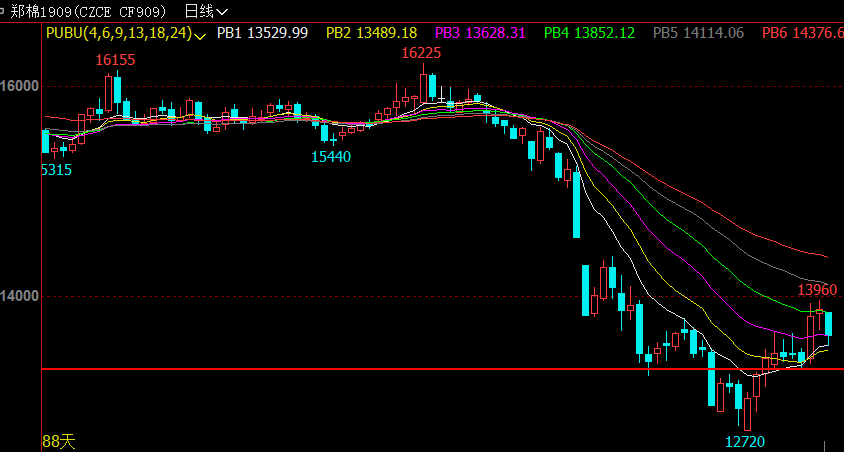 郑棉1909(CZCE CF909) 日线
PUBU(4,6,9,13,18,24) PB1 13529.99 PB2 13489.18 PB3 13628.31 PB4 13852.12 PB5 14114.06 PB6 14376.6
16225
16155
16000
15440
5315
13960
14000
12720
88天